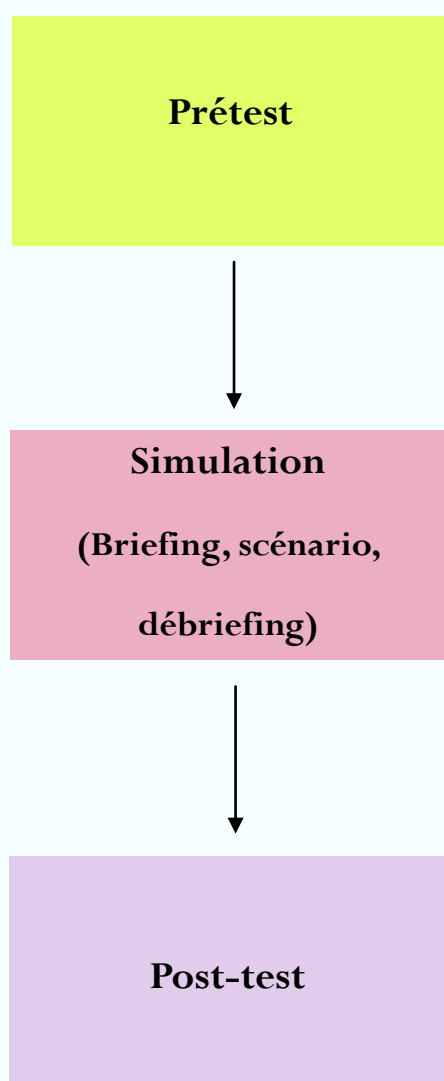 Prétest
Simulation
(Briefing, scénario,
débriefing)
Post-test